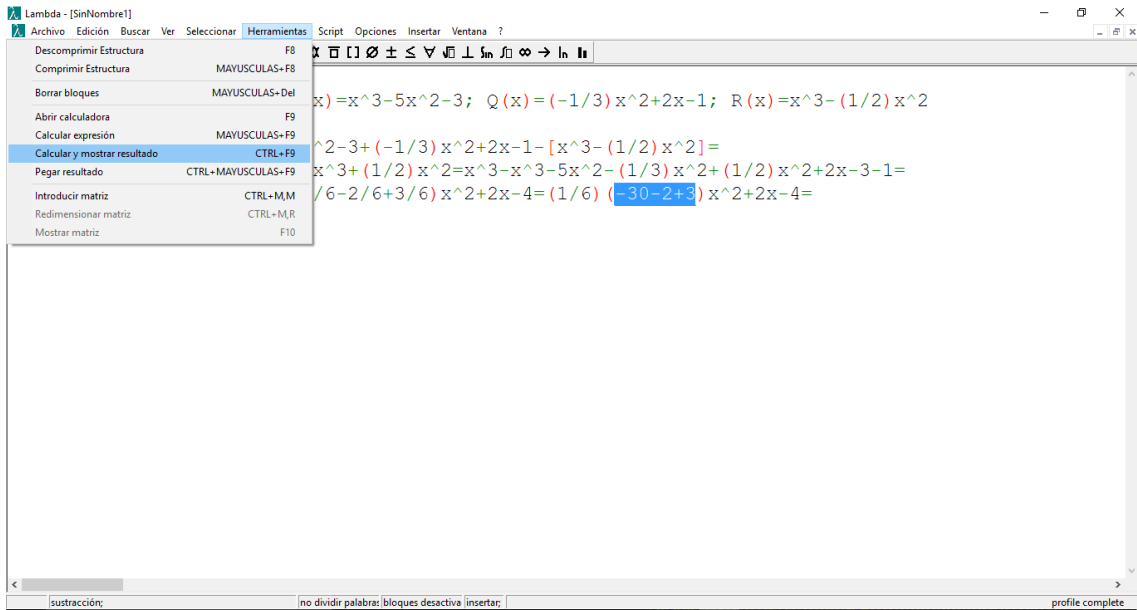 Lambda - [SinNombre1]
Archivo Edición Buscar Ver Seleccionar Herramientas Script Opciones Insertar Ventana ?
Descomprimir Estructura F8
Comprimir Estructura MAYUSCULAS+F8
Borrar bloques MAYUSCULAS+Del
Abrir calculadora F9
Calcular expresión MAYUSCULAS+F9
Calcular y mostrar resultado CTRL+F9
Pegar resultado CTRL+MAYUSCULAS+F9
Introducir matriz CTRL+M,M
Redimensionar matriz CTRL+M,R
Mostrar matriz F10
[] Ø ± ≤ ∀ √ ⊥ Sin ∫ ∞ → ln
x)=x^3-5x^2-3; Q(x)=(-1/3)x^2+2x-1; R(x)=x^3-(1/2)x^2
^2-3+(-1/3)x^2+2x-1-[x^3-(1/2)x^2]=
x^3+(1/2)x^2=x^3-x^3-5x^2-(1/3)x^2+(1/2)x^2+2x-3-1=
/6-2/6+3/6)x^2+2x-4=(1/6)(-30-2+3)x^2+2x-4=
sustracción; no dividir palabra: bloques desactiva insertar; profile complete